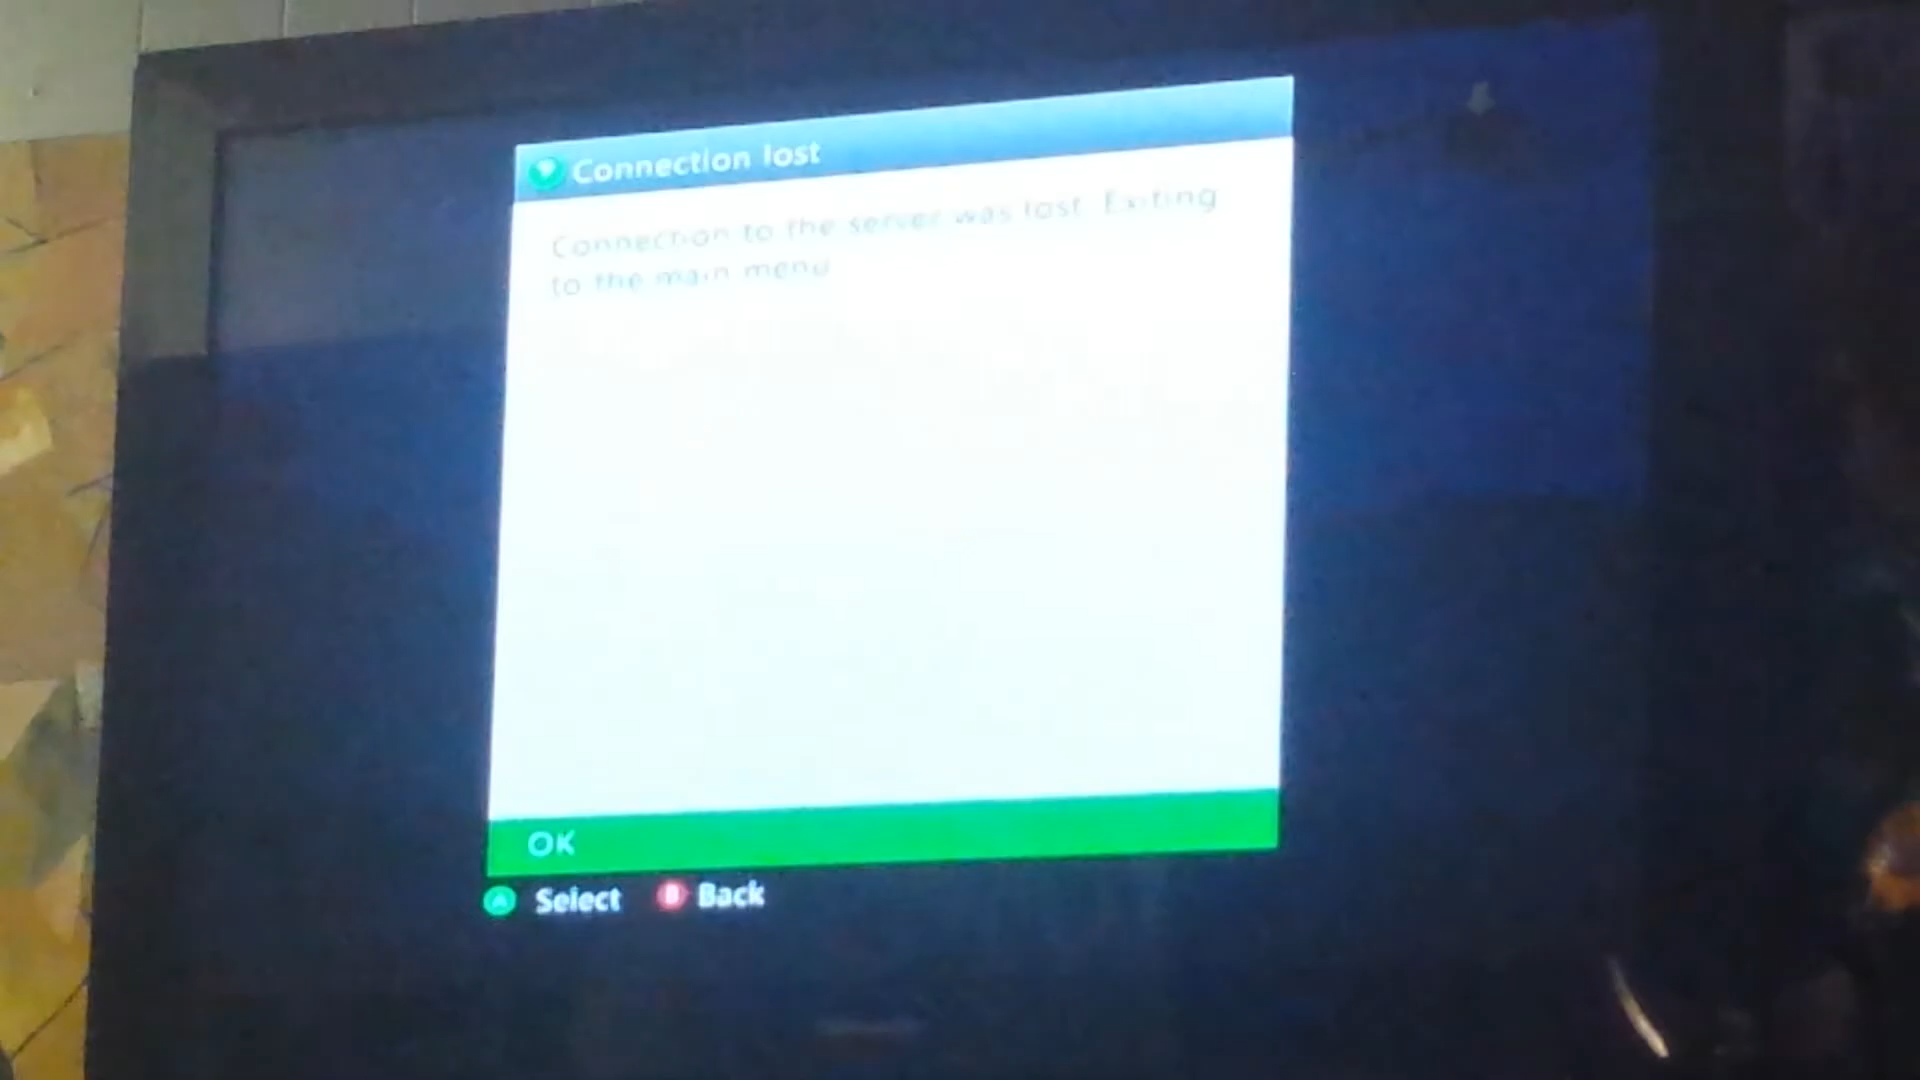 Connection lost
Connection to the server was lost. Exiting
to the main menu.
OK
A Select B Back